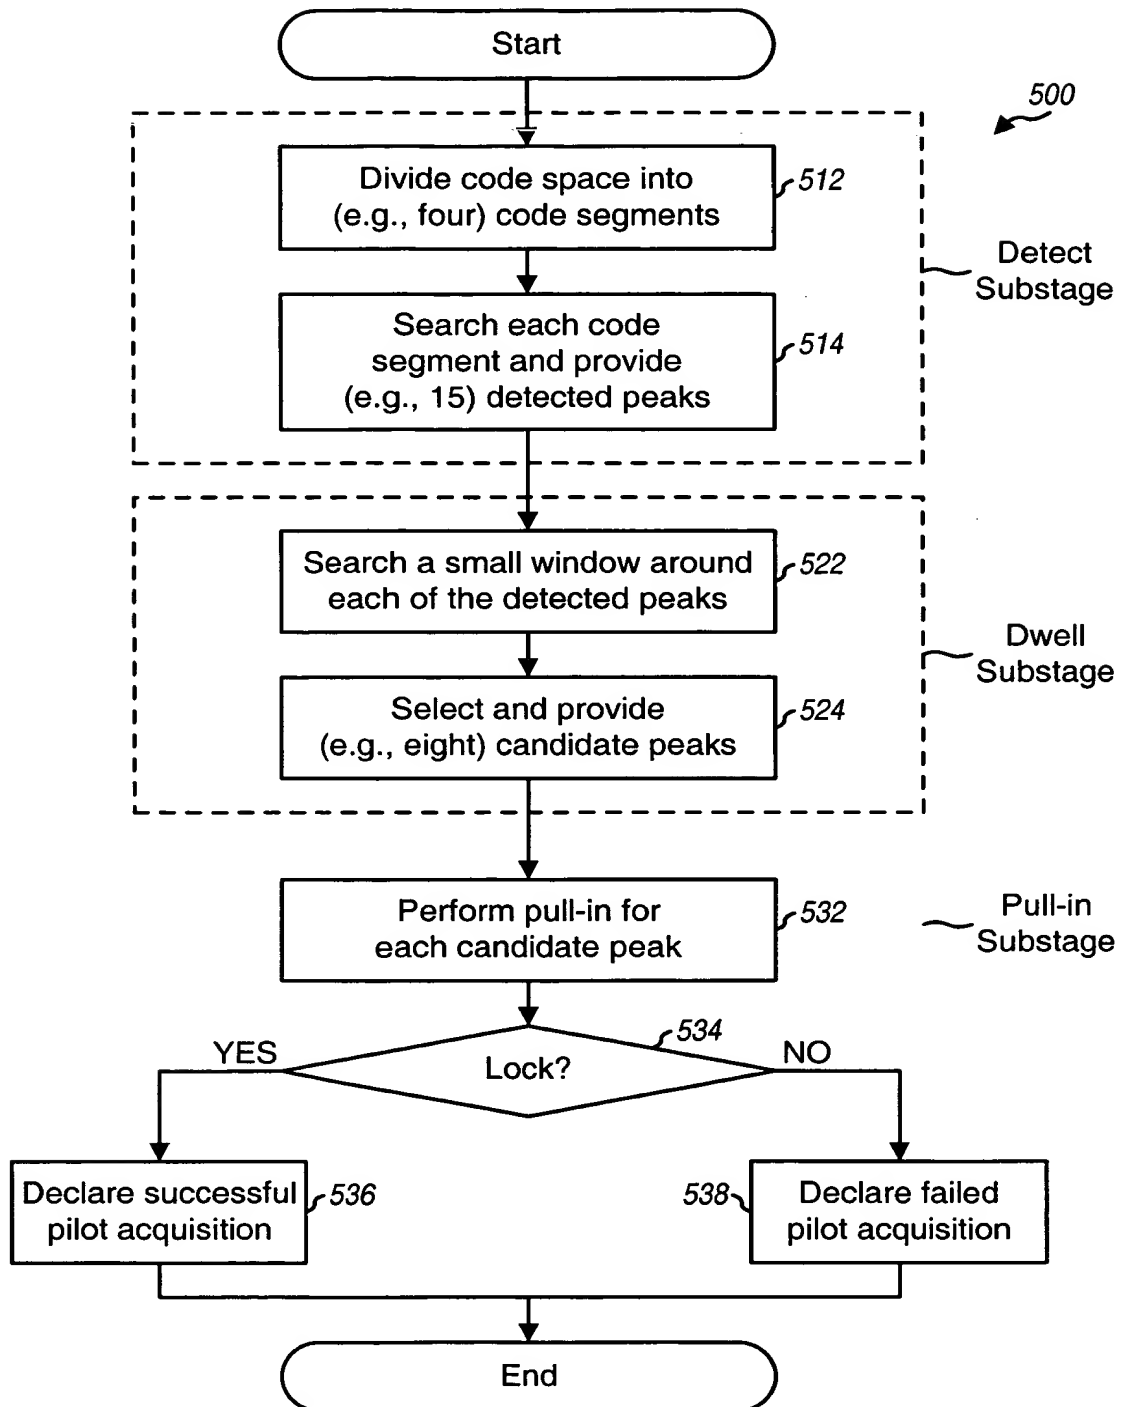 Start
500
Divide code space into
(e.g., four) code segments
512
Detect
Substage
Search each code
segment and provide
(e.g., 15) detected peaks
514
Search a small window around
each of the detected peaks
522
Dwell
Substage
Select and provide
(e.g., eight) candidate peaks
524
Perform pull-in for
each candidate peak
532
Pull-in
Substage
534
YES
Lock?
NO
Declare successful
pilot acquisition
536
538
Declare failed
pilot acquisition
End